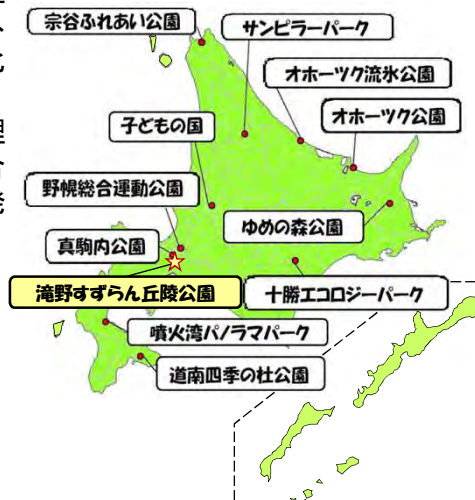 宗谷ふれあい公園
サンピラーパーク
オホーツク流氷公園
オホーツク公園
子どもの国
野幌総合運動公園
ゆめの森公園
真駒内公園
滝野すずらん丘陵公園
十勝エコロジーパーク
噴火湾パノラマパーク
道南四季の杜公園